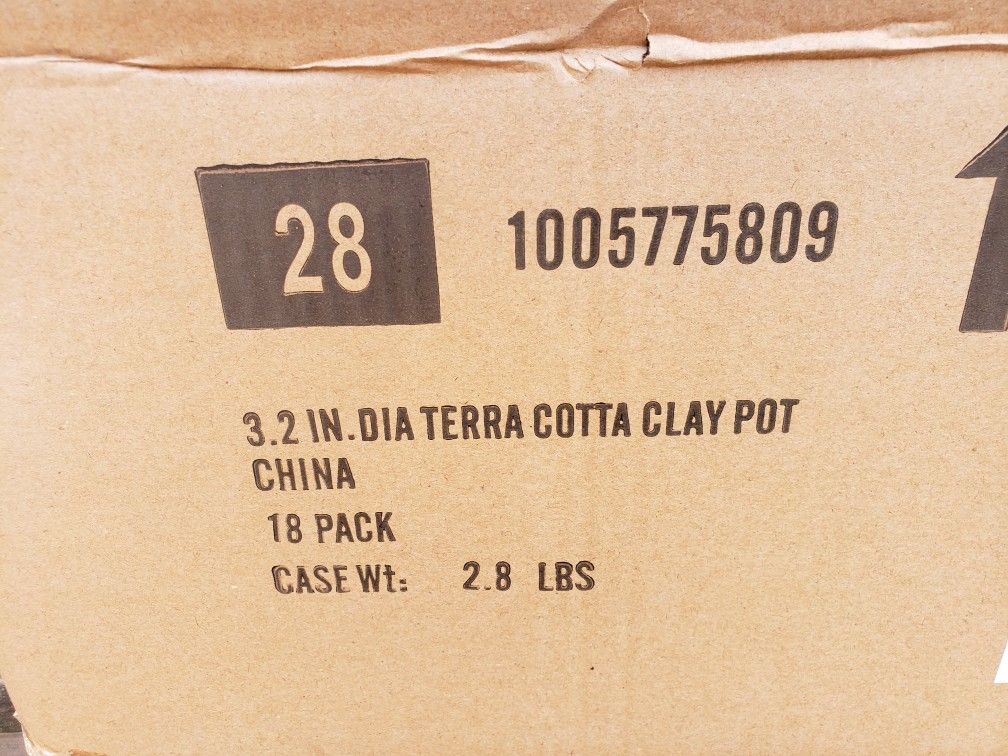 28
1005775809
3.2 IN. DIA TERRA COTTA CLAY POT
CHINA
18 PACK
CASE Wt: 2.8 LBS